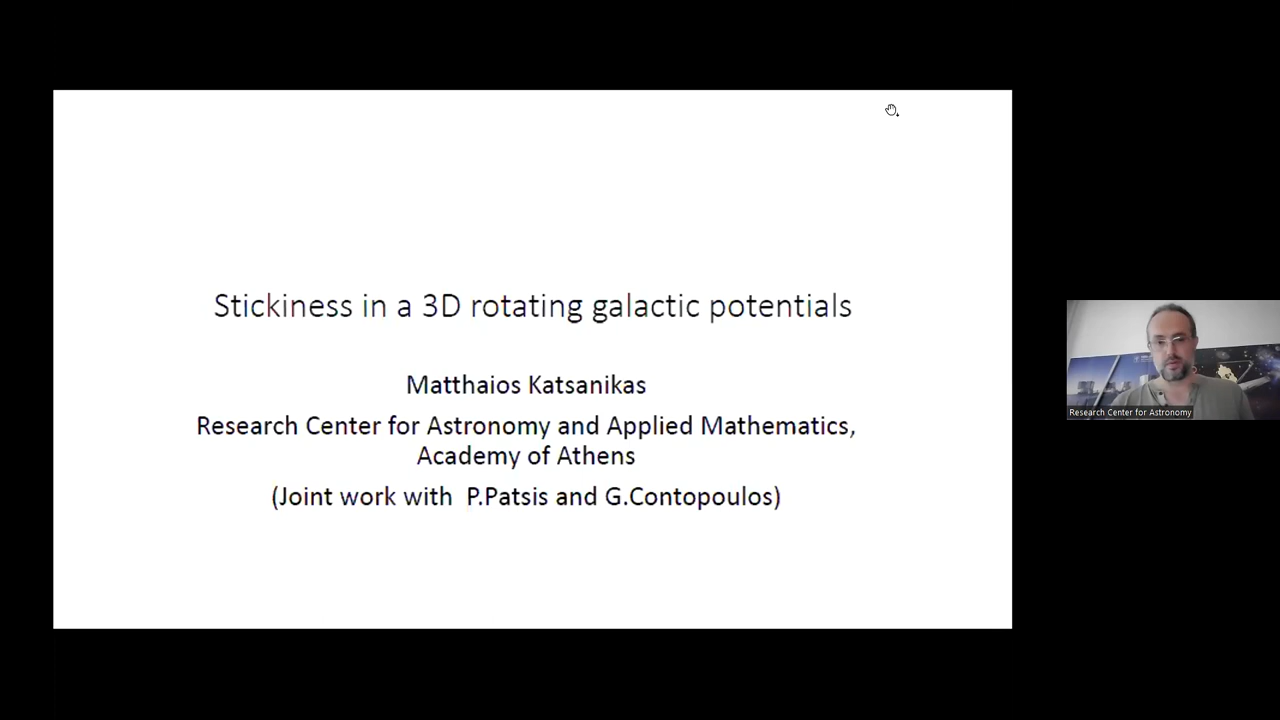 Stickiness in a 3D rotating galactic potentials
Matthaios Katsanikas
Research Center for Astronomy and Applied Mathematics,
Academy of Athens
(Joint work with P.Patsis and G.Contopoulos)
Research Center for Astronomy